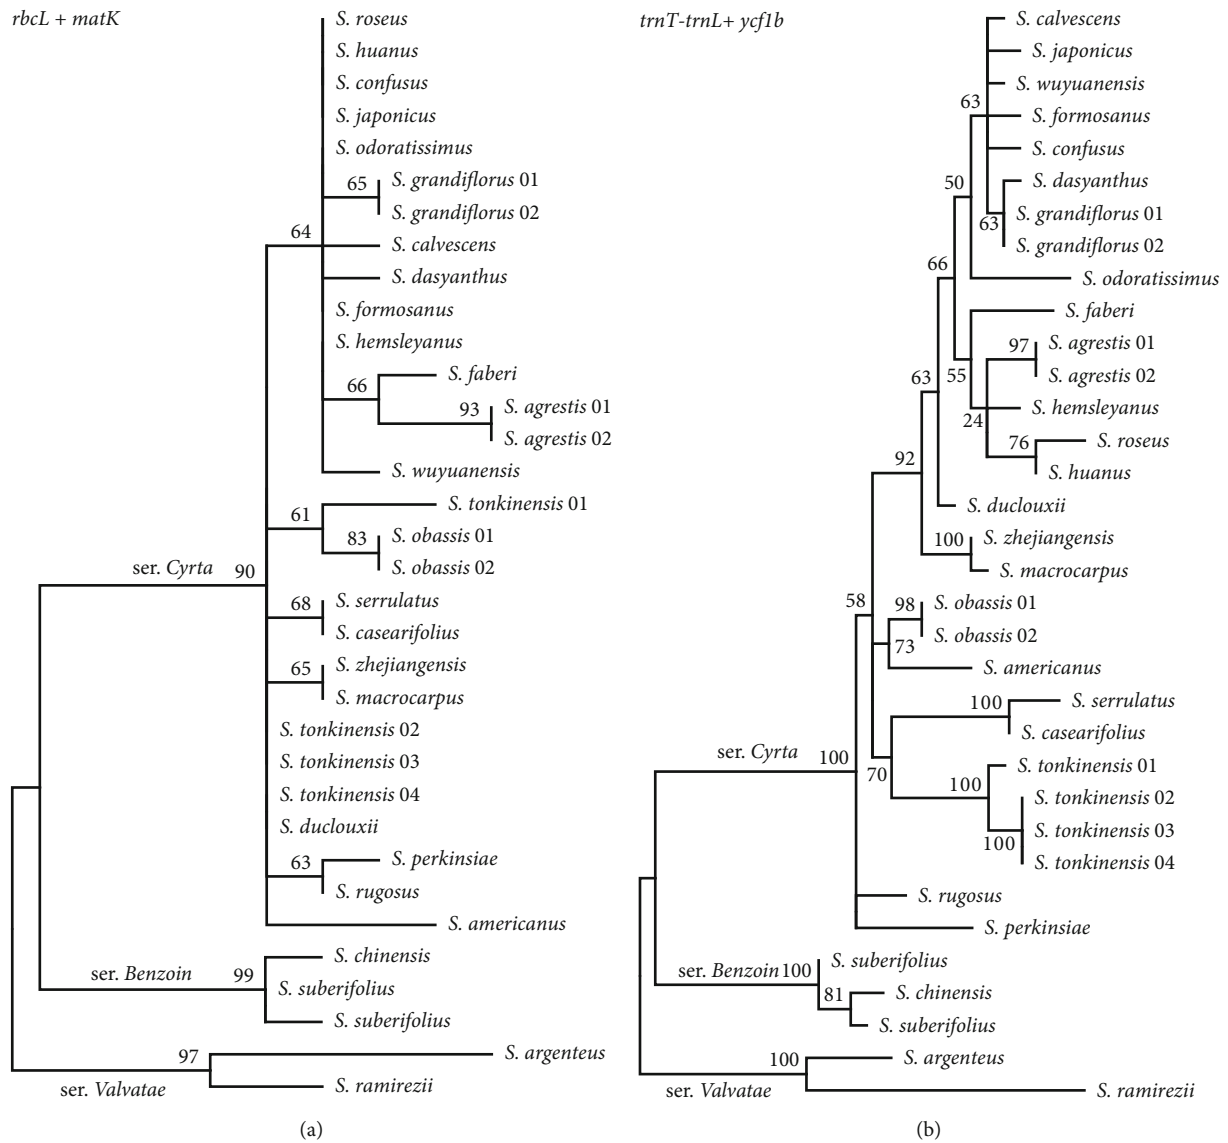 rbcL + matK
S. roseus
S. huanus
S. confusus
S. japonicus
S. odoratissimus
65
S. grandiflorus 01
S. grandiflorus 02
64
S. calvescens
S. dasyanthus
S. formosanus
S. hemsleyanus
S. faberi
66
93
S. agrestis 01
S. agrestis 02
S. wuyuanensis
S. tonkinensis 01
61
83
S. obassis 01
S. obassis 02
ser. Cyrta 90
68
S. serrulatus
S. casearifolius
65
S. zhejiangensis
S. macrocarpus
S. tonkinensis 02
S. tonkinensis 03
S. tonkinensis 04
S. duclouxii
63
S. perkinsiae
S. rugosus
S. americanus
S. chinensis
ser. Benzoin 99
S. suberifolius
S. suberifolius
97
S. argenteus
ser. Valvatae
S. ramirezii
(a)
trnT-trnL+ ycf1b
S. calvescens
S. japonicus
S. wuyuanensis
63
S. formosanus
S. confusus
50
S. dasyanthus
63
S. grandiflorus 01
S. grandiflorus 02
66
S. odoratissimus
S. faberi
97
S. agrestis 01
S. agrestis 02
63
55
S. hemsleyanus
24
76
S. roseus
S. huanus
92
S. duclouxii
100
S. zhejiangensis
S. macrocarpus
58
98
S. obassis 01
S. obassis 02
73
S. americanus
100
S. serrulatus
S. casearifolius
ser. Cyrta 100
70
S. tonkinensis 01
100
S. tonkinensis 02
S. tonkinensis 03
100
S. tonkinensis 04
S. rugosus
S. perkinsiae
S. suberifolius
ser. Benzoin 100
81
S. chinensis
S. suberifolius
100
S. argenteus
ser. Valvatae
S. ramirezii
(b)